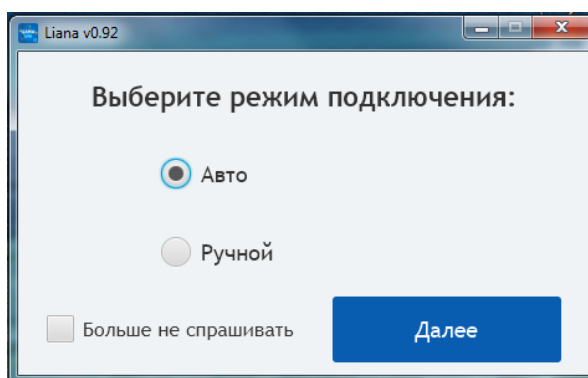 Liana v0.92
Выберите режим подключения:
Авто
Ручной
Больше не спрашивать
Далее